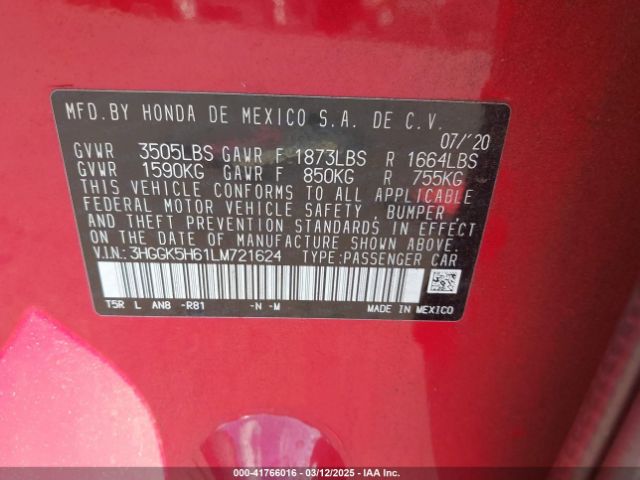 MFD. BY HONDA DE MEXICO S.A. DE C.V.
07/'20
GVWR 3505LBS GAWR F 1873LBS R 1664LBS
GVWR 1590KG GAWR F 850KG R 755KG
THIS VEHICLE CONFORMS TO ALL APPLICABLE
FEDERAL MOTOR VEHICLE SAFETY, BUMPER
AND THEFT PREVENTION STANDARDS IN EFFECT
ON THE DATE OF MANUFACTURE SHOWN ABOVE.
V.I.N.: 3HGGK5H61LM721624 TYPE:PASSENGER CAR
T5R L AN8 -R81 -N -M
MADE IN MEXICO
000-41766016 - 03/12/2025 - IAA Inc.